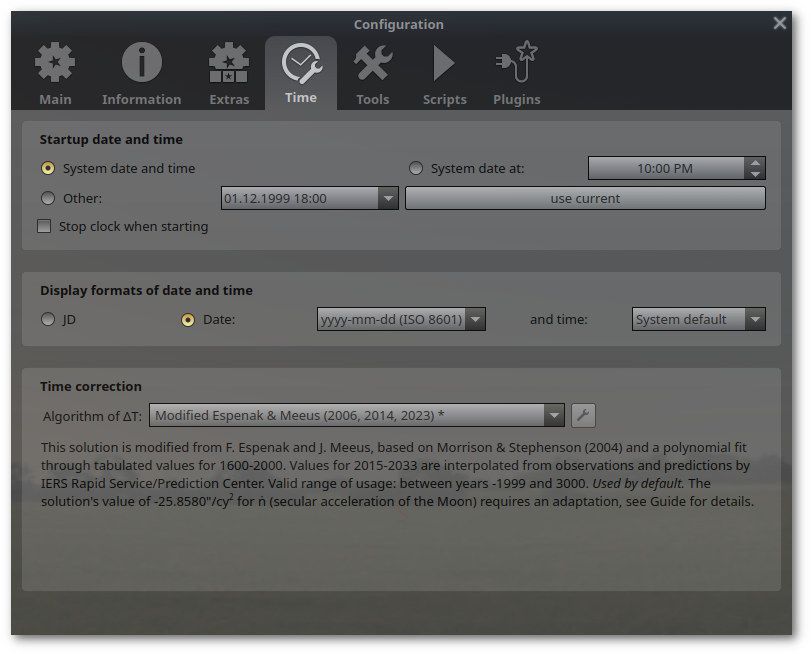 Configuration
Main Information Extras Time Tools Scripts Plugins
Startup date and time
System date and time System date at: 10:00 PM
Other: 01.12.1999 18:00 use current
Stop clock when starting
Display formats of date and time
JD Date: yyyy-mm-dd (ISO 8601) and time: System default
Time correction
Algorithm of ΔT: Modified Espenak & Meeus (2006, 2014, 2023) *
This solution is modified from F. Espenak and J. Meeus, based on Morrison & Stephenson (2004) and a polynomial fit
through tabulated values for 1600-2000. Values for 2015-2033 are interpolated from observations and predictions by
IERS Rapid Service/Prediction Center. Valid range of usage: between years -1999 and 3000. Used by default. The
solution's value of -25.8580"/cy² for ṅ (secular acceleration of the Moon) requires an adaptation, see Guide for details.